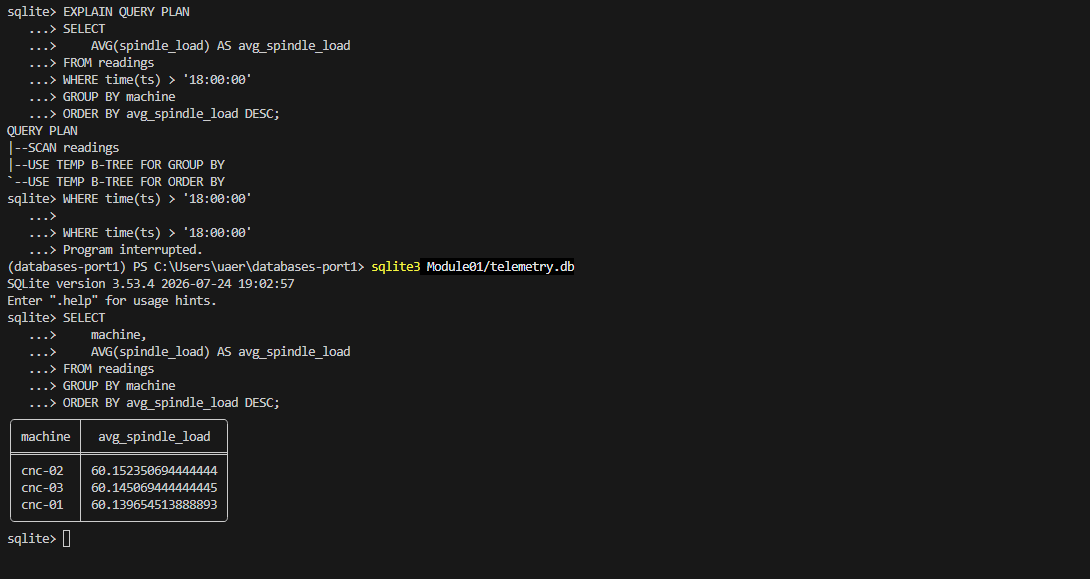 sqlite> EXPLAIN QUERY PLAN
   ...> SELECT
   ...>     AVG(spindle_load) AS avg_spindle_load
   ...> FROM readings
   ...> WHERE time(ts) > '18:00:00'
   ...> GROUP BY machine
   ...> ORDER BY avg_spindle_load DESC;
QUERY PLAN
|--SCAN readings
|--USE TEMP B-TREE FOR GROUP BY
`--USE TEMP B-TREE FOR ORDER BY
sqlite> WHERE time(ts) > '18:00:00'
   ...>
   ...> WHERE time(ts) > '18:00:00'
   ...> Program interrupted.
(databases-port1) PS C:\Users\uaer\databases-port1> sqlite3 Module01/telemetry.db
SQLite version 3.53.4 2026-07-24 19:02:57
Enter ".help" for usage hints.
sqlite> SELECT
   ...>     machine,
   ...>     AVG(spindle_load) AS avg_spindle_load
   ...> FROM readings
   ...> GROUP BY machine
   ...> ORDER BY avg_spindle_load DESC;
machine avg_spindle_load
cnc-02 60.152350694444444
cnc-03 60.145069444444445
cnc-01 60.139654513888893
sqlite>